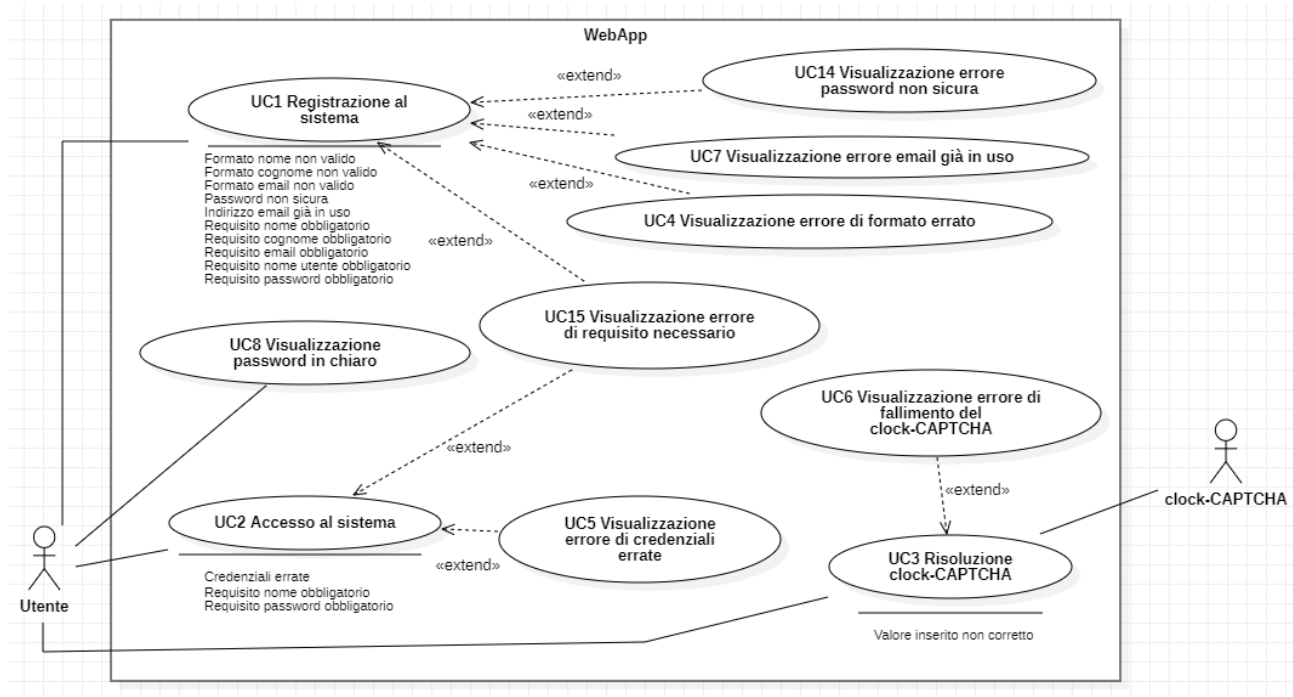 WebApp
«extend»
UC14 Visualizzazione errore
password non sicura
UC1 Registrazione al
sistema
«extend»
UC7 Visualizzazione errore email già in uso
Formato nome non valido
Formato cognome non valido
Formato email non valido
Password non sicura
Indirizzo email già in uso
Requisito nome obbligatorio
Requisito cognome obbligatorio
Requisito email obbligatorio
Requisito nome utente obbligatorio
Requisito password obbligatorio
«extend»
UC4 Visualizzazione errore di formato errato
«extend»
UC15 Visualizzazione errore
di requisito necessario
UC8 Visualizzazione
password in chiaro
UC6 Visualizzazione errore di
fallimento del
clock-CAPTCHA
«extend»
«extend»
clock-CAPTCHA
UC2 Accesso al sistema
UC5 Visualizzazione
errore di credenziali
errate
«extend»
UC3 Risoluzione
clock-CAPTCHA
Credenziali errate
Requisito nome obbligatorio
Requisito password obbligatorio
Utente
Valore inserito non corretto